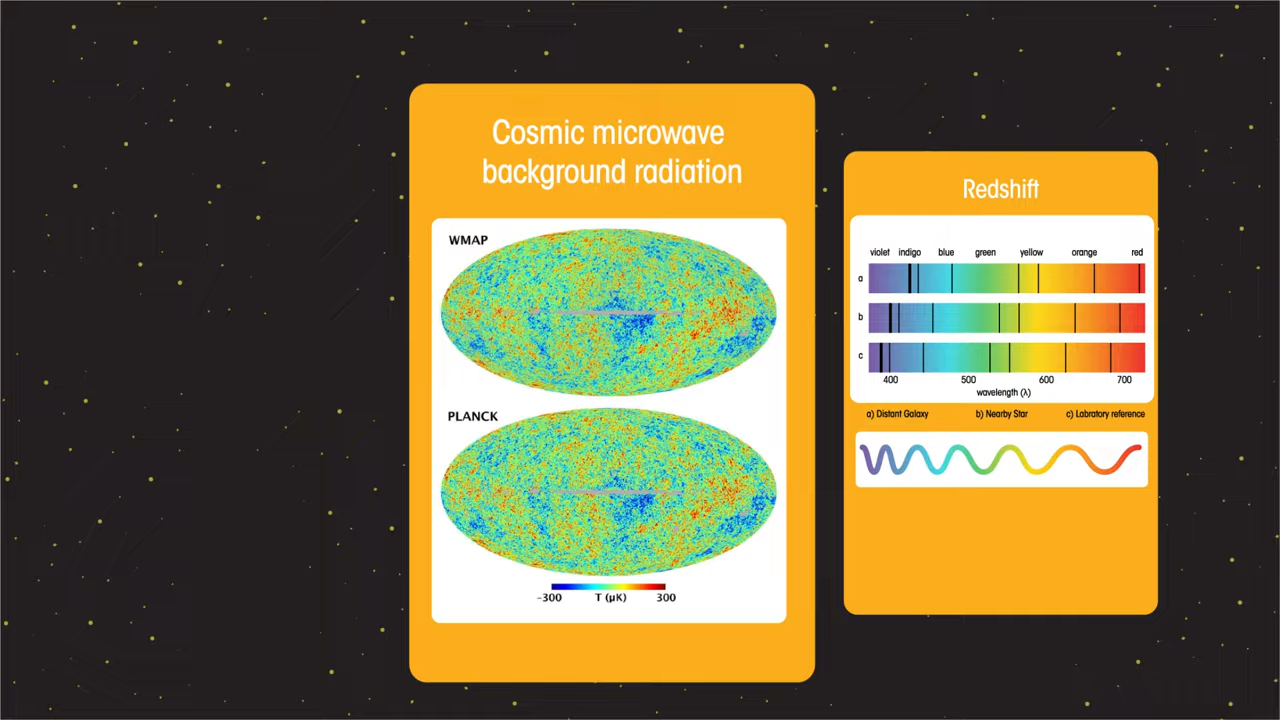 Cosmic microwave
background radiation
WMAP
PLANCK
-300 T (μK) 300
Redshift
violet indigo blue green yellow orange red
a
b
c
400 500 600 700
wavelength (λ)
a) Distant Galaxy b) Nearby Star c) Labratory reference